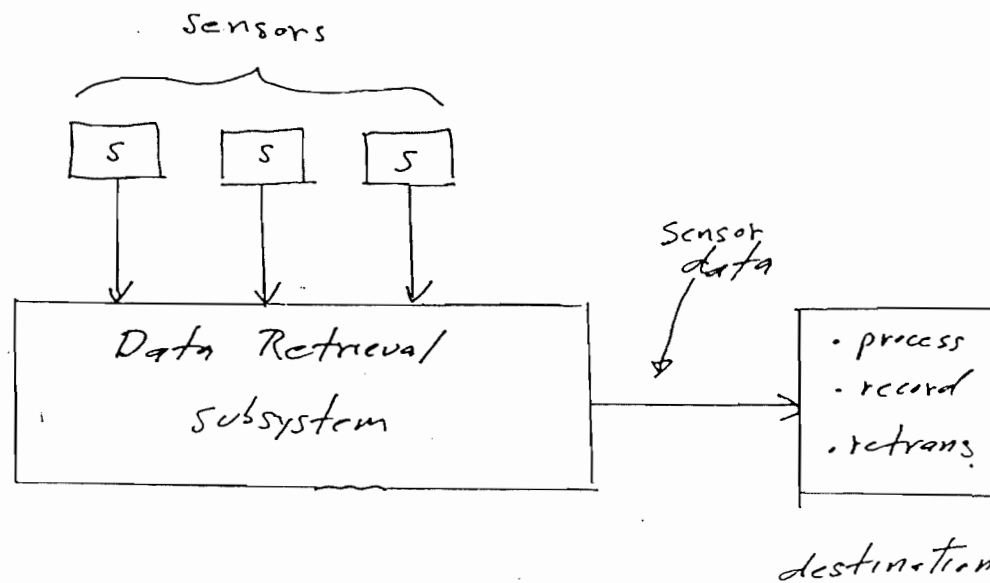 sensors
S
S
S
sensor
data
Data Retrieval
subsystem
• process
• record
• retrans.
destination